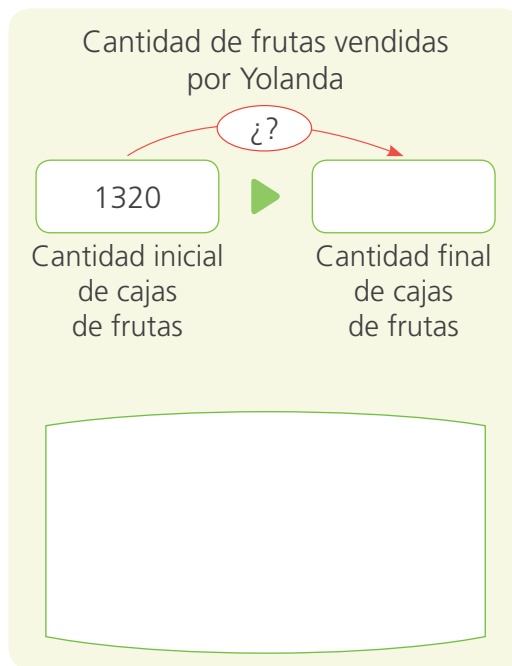 Cantidad de frutas vendidas
por Yolanda
¿?
1320
Cantidad inicial
de cajas
de frutas
Cantidad final
de cajas
de frutas